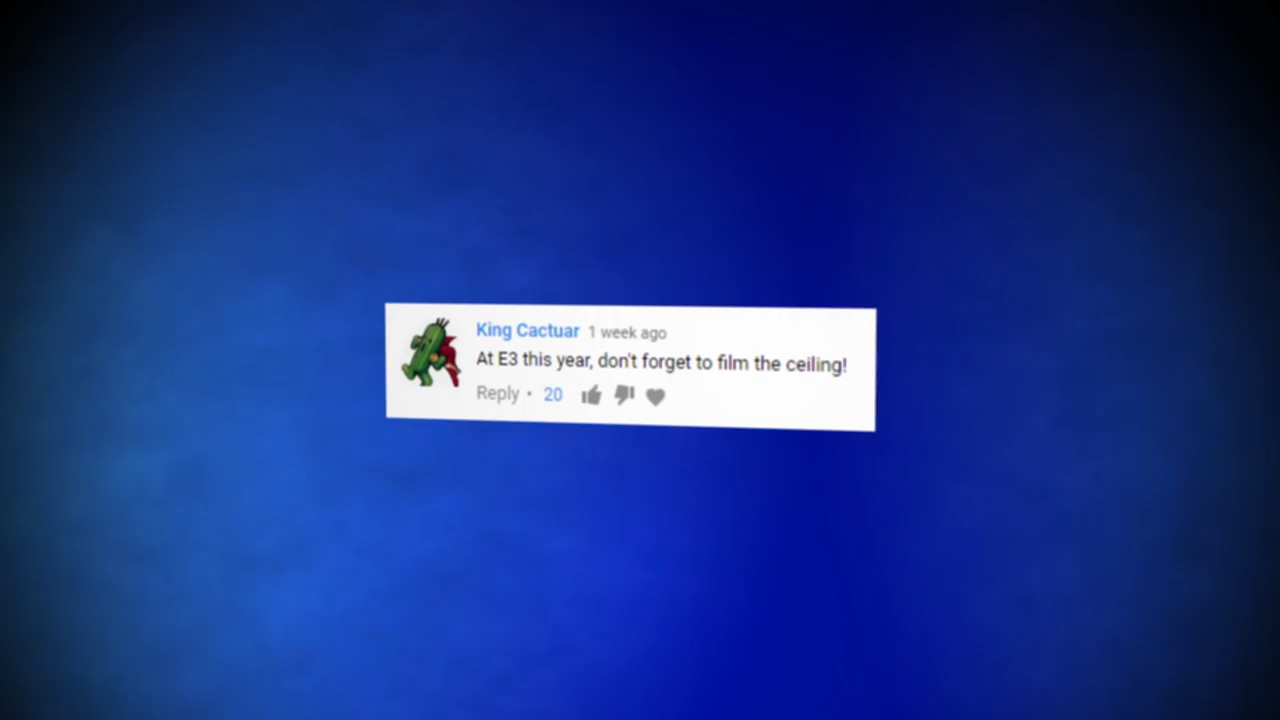 King Cactuar 1 week ago
At E3 this year, don't forget to film the ceiling!
Reply • 20